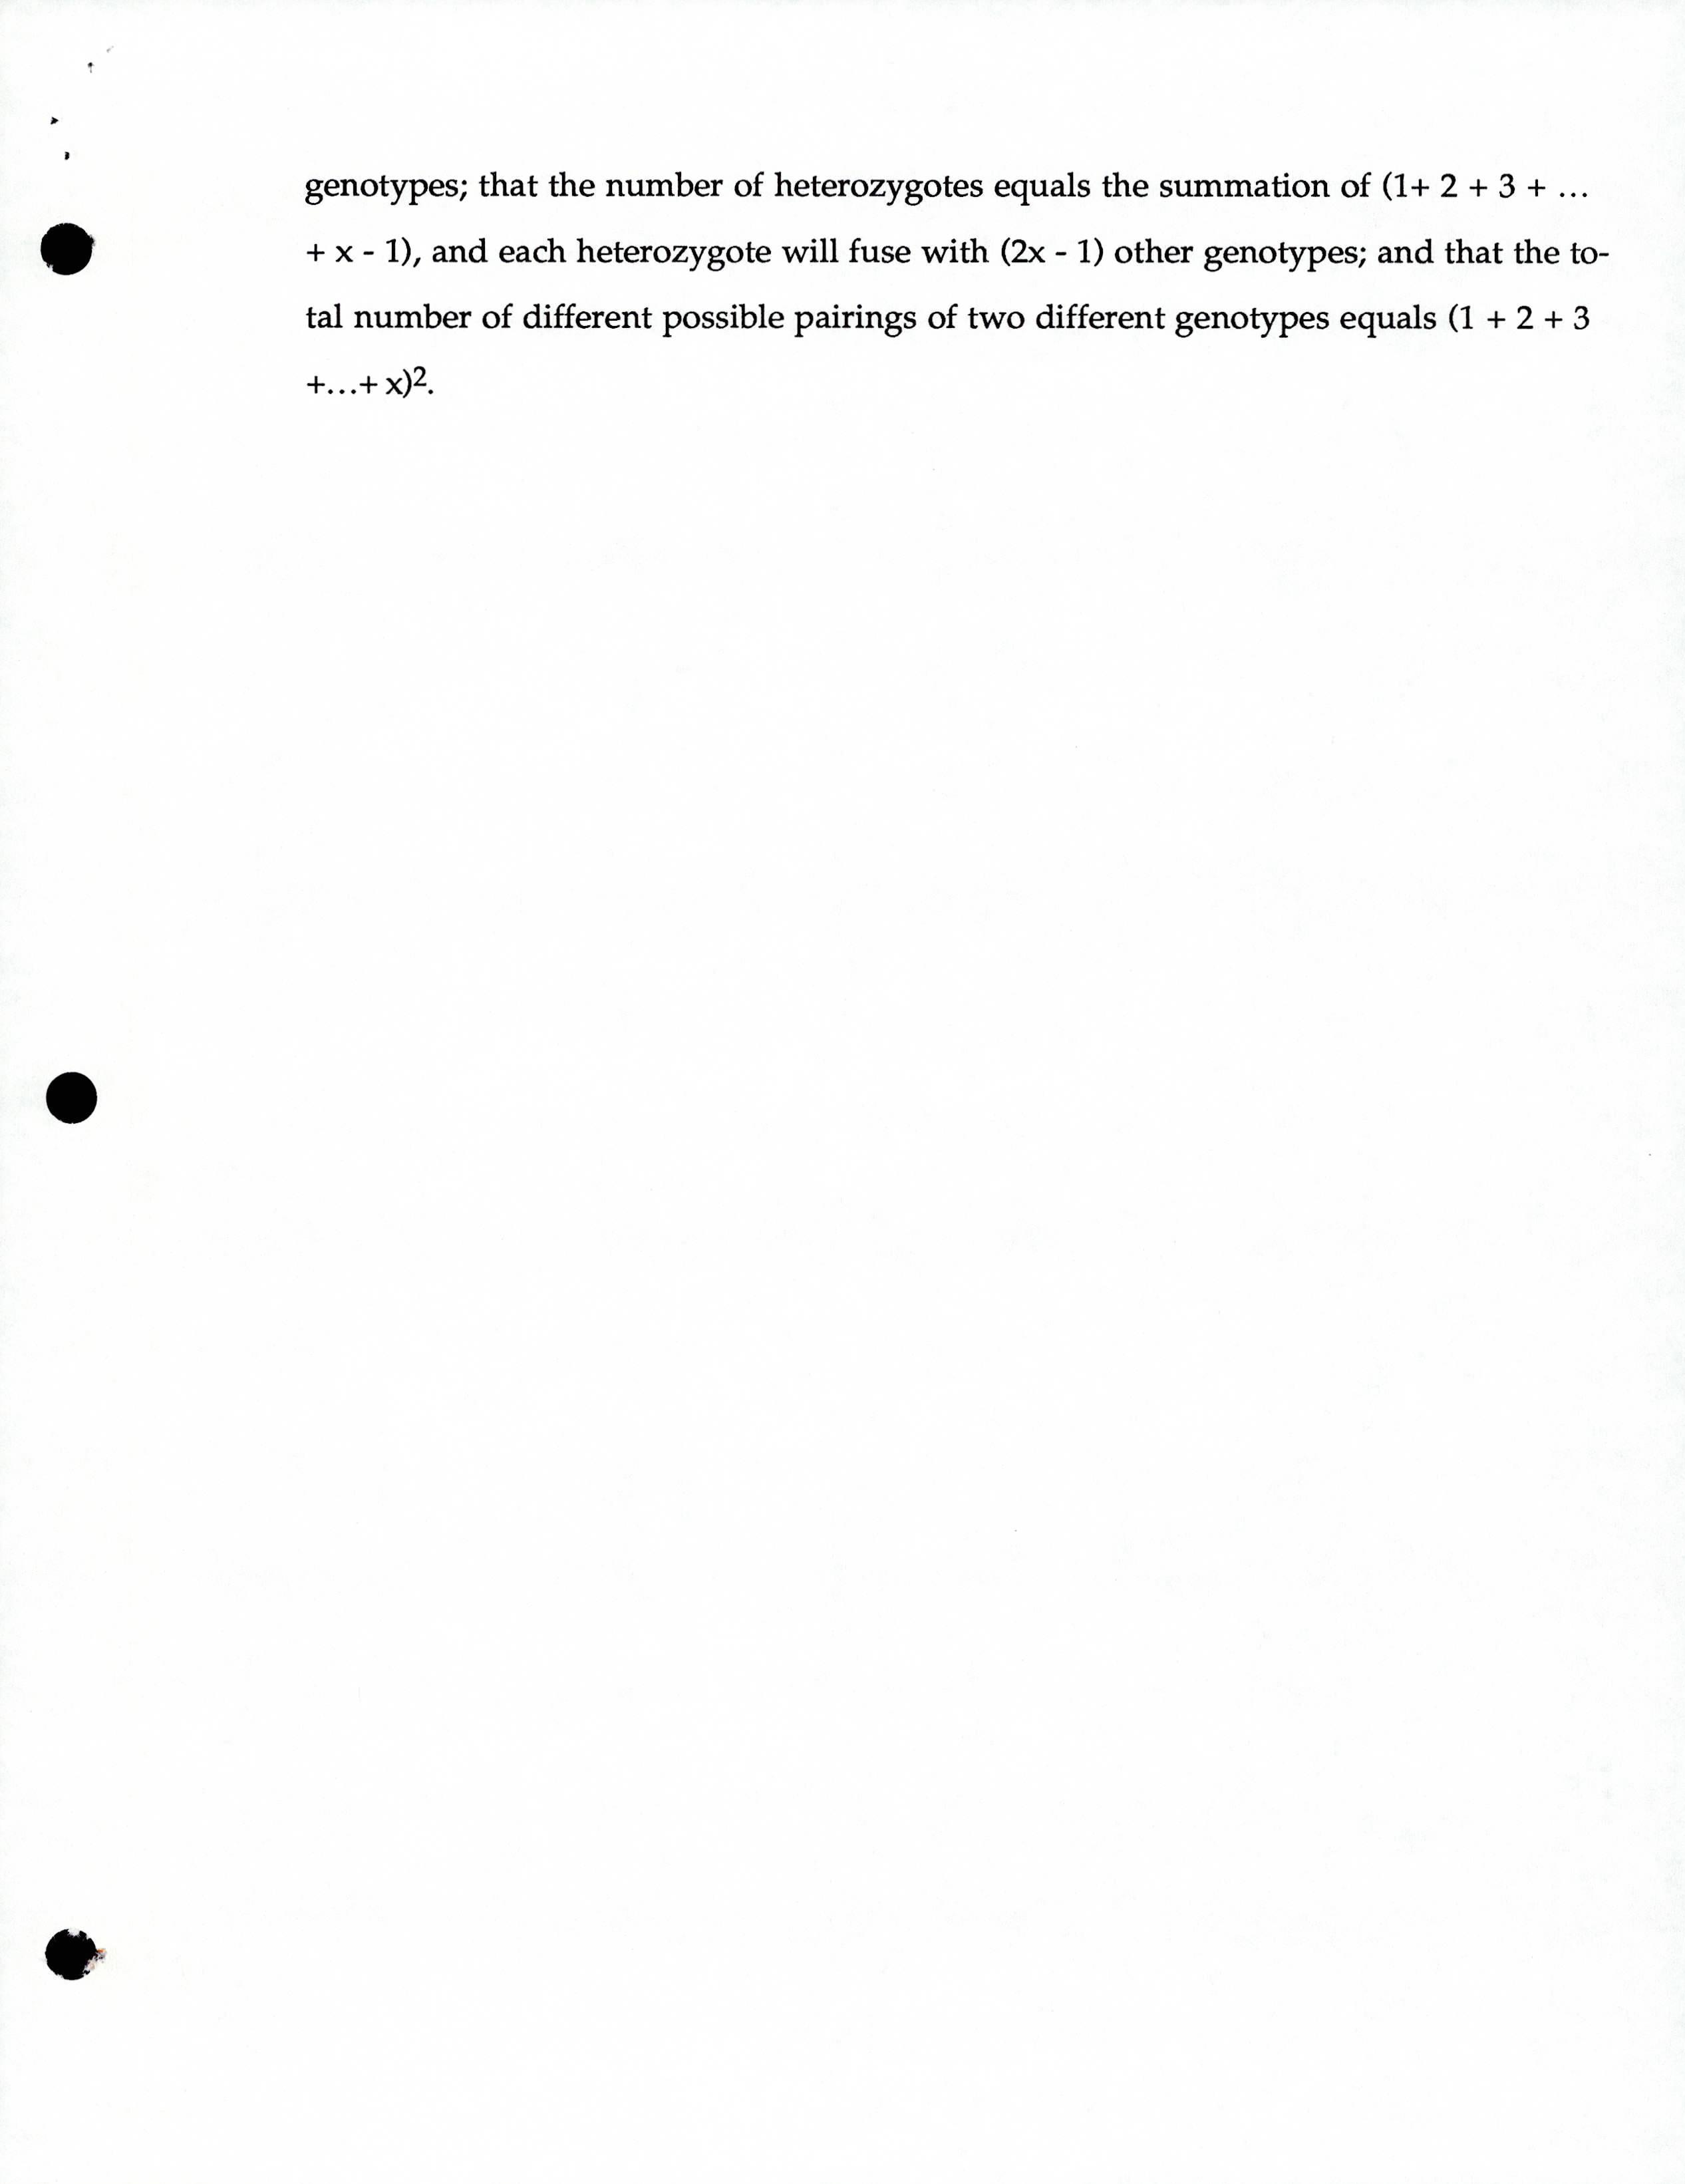 genotypes; that the number of heterozygotes equals the summation of (1+ 2 + 3 + ...
+ x - 1), and each heterozygote will fuse with (2x - 1) other genotypes; and that the to-
tal number of different possible pairings of two different genotypes equals (1 + 2 + 3
+...+ x)2.